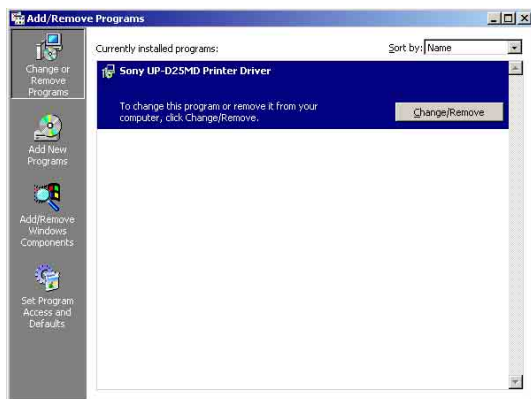 Add/Remove Programs
Change or
Remove
Programs
Add New
Programs
Add/Remove
Windows
Components
Set Program
Access and
Defaults
Currently installed programs:
Sort by: Name
Sony UP-D25MD Printer Driver
To change this program or remove it from your
computer, click Change/Remove.
Change/Remove